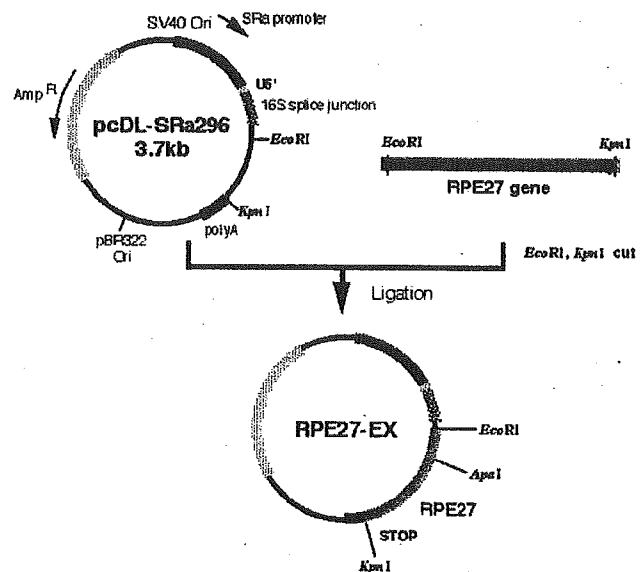 SV40 Ori
SRa promoter
Amp R
U5'
16S splice junction
pcDL-SRa296
3.7kb
EcoRI
KpnI
polyA
pBR322
Ori
EcoRI
KpnI
RPE27 gene
EcoRI, KpnI cut
Ligation
RPE27-EX
EcoRI
ApaI
RPE27
STOP
KpnI